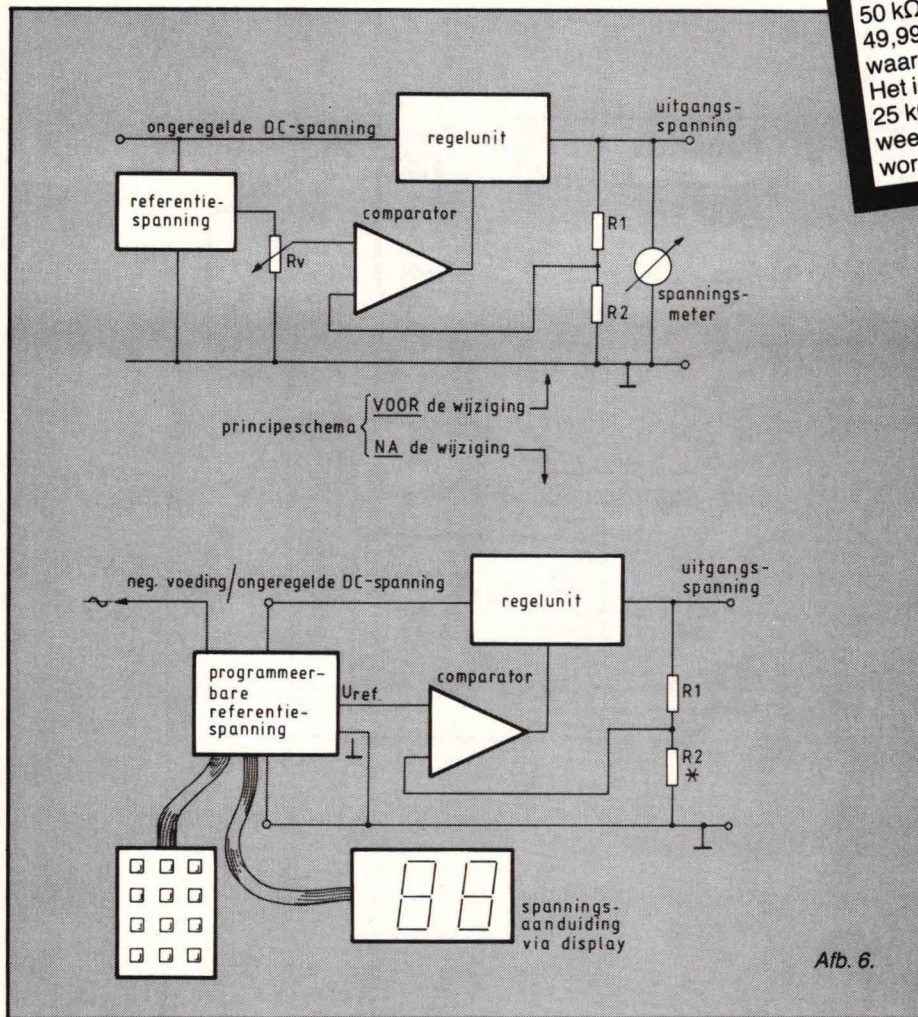 50 kΩ
49,99
waar
Het i
25 k
wee
wor
ongeregelde DC-spanning
regelunit
uitgangs-
spanning
referentie-
spanning
comparator
Rv
R1
R2
spannings-
meter
principeschema
VOOR de wijziging
NA de wijziging
neg. voeding/ongeregelde DC-spanning
regelunit
uitgangs-
spanning
programmeer-
bare
referentie-
spanning
Uref.
comparator
R1
R2
*
88
spannings-
aanduiding
via display
Afb. 6.